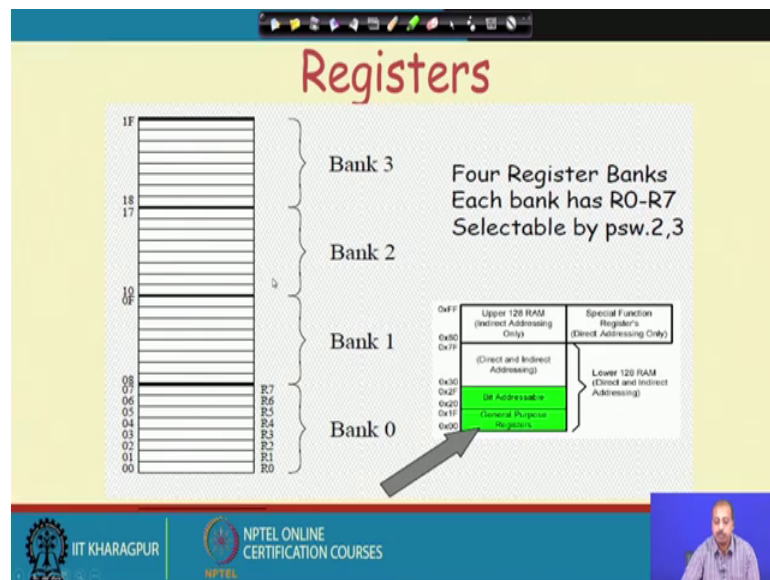 Registers
1F
18
17
10
0F
08
07
06
05
04
03
02
01
00
R7
R6
R5
R4
R3
R2
R1
R0
Bank 3
Bank 2
Bank 1
Bank 0
Four Register Banks
Each bank has R0-R7
Selectable by psw.2,3
0xFF
0x80
0x7F
0x30
0x2F
0x20
0x1F
0x00
Upper 128 RAM
(Indirect Addressing
Only)
Special Function
Register's
(Direct Addressing Only)
(Direct and Indirect
Addressing)
Bit Addressable
General Purpose
Registers
Lower 128 RAM
(Direct and Indirect
Addressing)
IIT KHARAGPUR
NPTEL
NPTEL ONLINE
CERTIFICATION COURSES